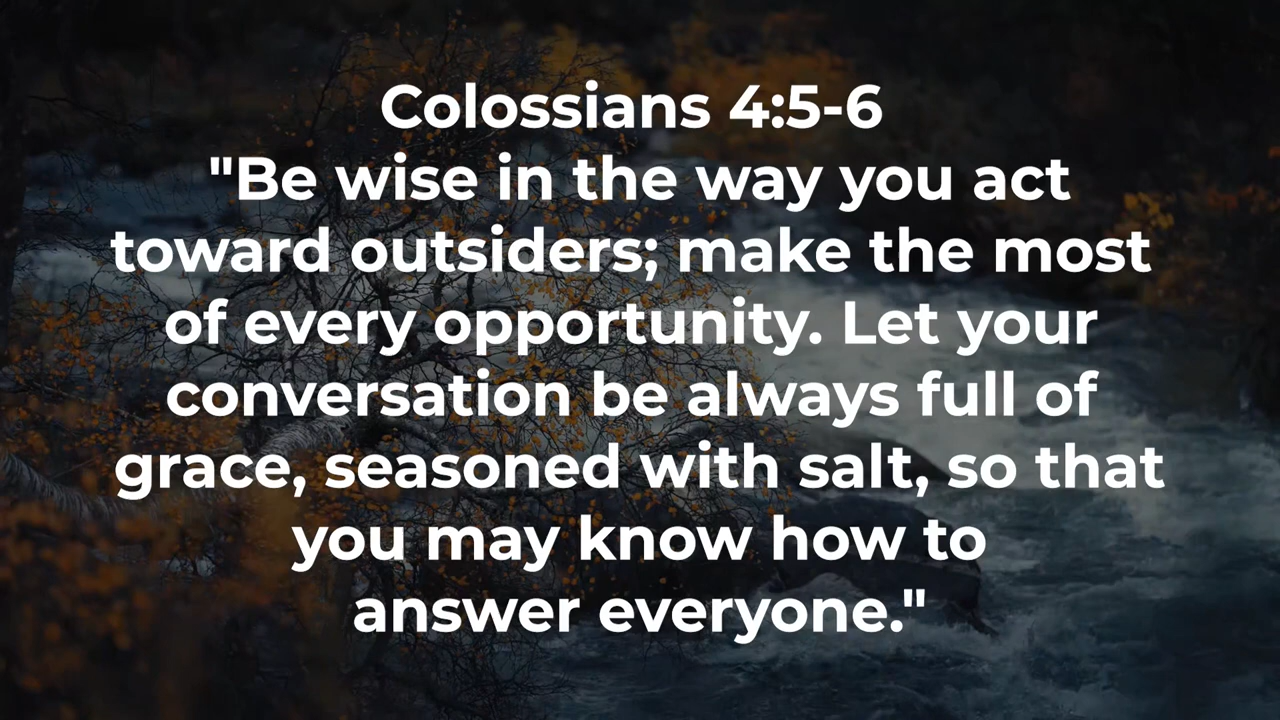 Colossians 4:5-6
"Be wise in the way you act
toward outsiders; make the most
of every opportunity. Let your
conversation be always full of
grace, seasoned with salt, so that
you may know how to
answer everyone."